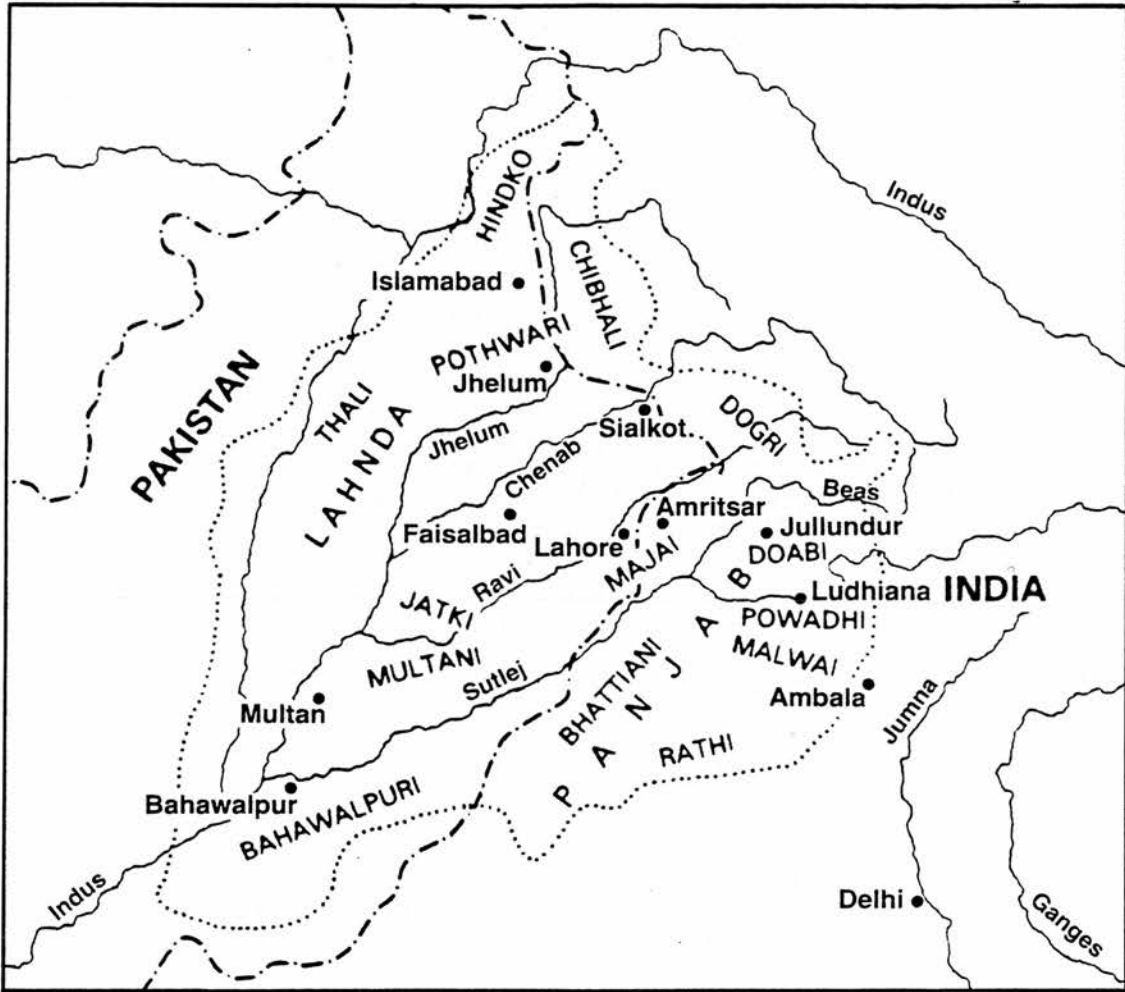 Indus
HINDKO
CHIBHALI
Islamabad
POTHWARI
Jhelum
PAKISTAN
THALI
LAHNDA
Jhelum
Sialkot
DOGRI
Chenab
Beas
Amritsar
Faisalbad
Lahore
Jullundur
MAJAI
DOABI
Ravi
JATKI
Ludhiana
INDIA
POWADHI
MULTANI
MALWAI
Sutlej
BHATTIANI
PANJAB
Ambala
Multan
RATHI
Jumna
Bahawalpur
BAHAWALPURI
Indus
Delhi
Ganges